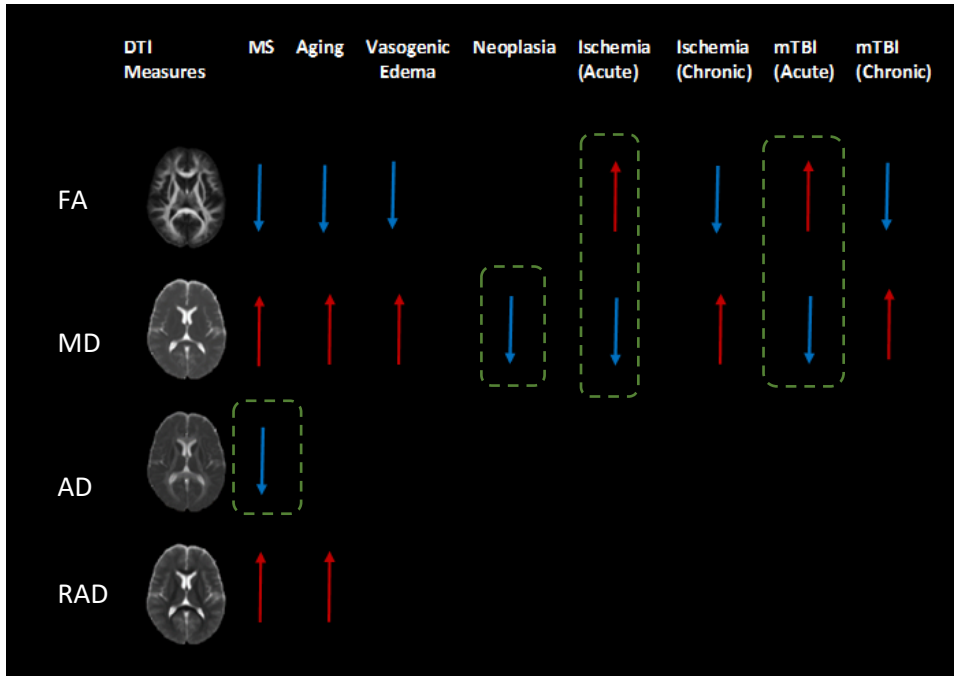 DTI MS Aging Vasogenic Neoplasia Ischemia Ischemia mTBI mTBI
Measures Edema (Acute) (Chronic) (Acute) (Chronic)
FA
MD
AD
RAD